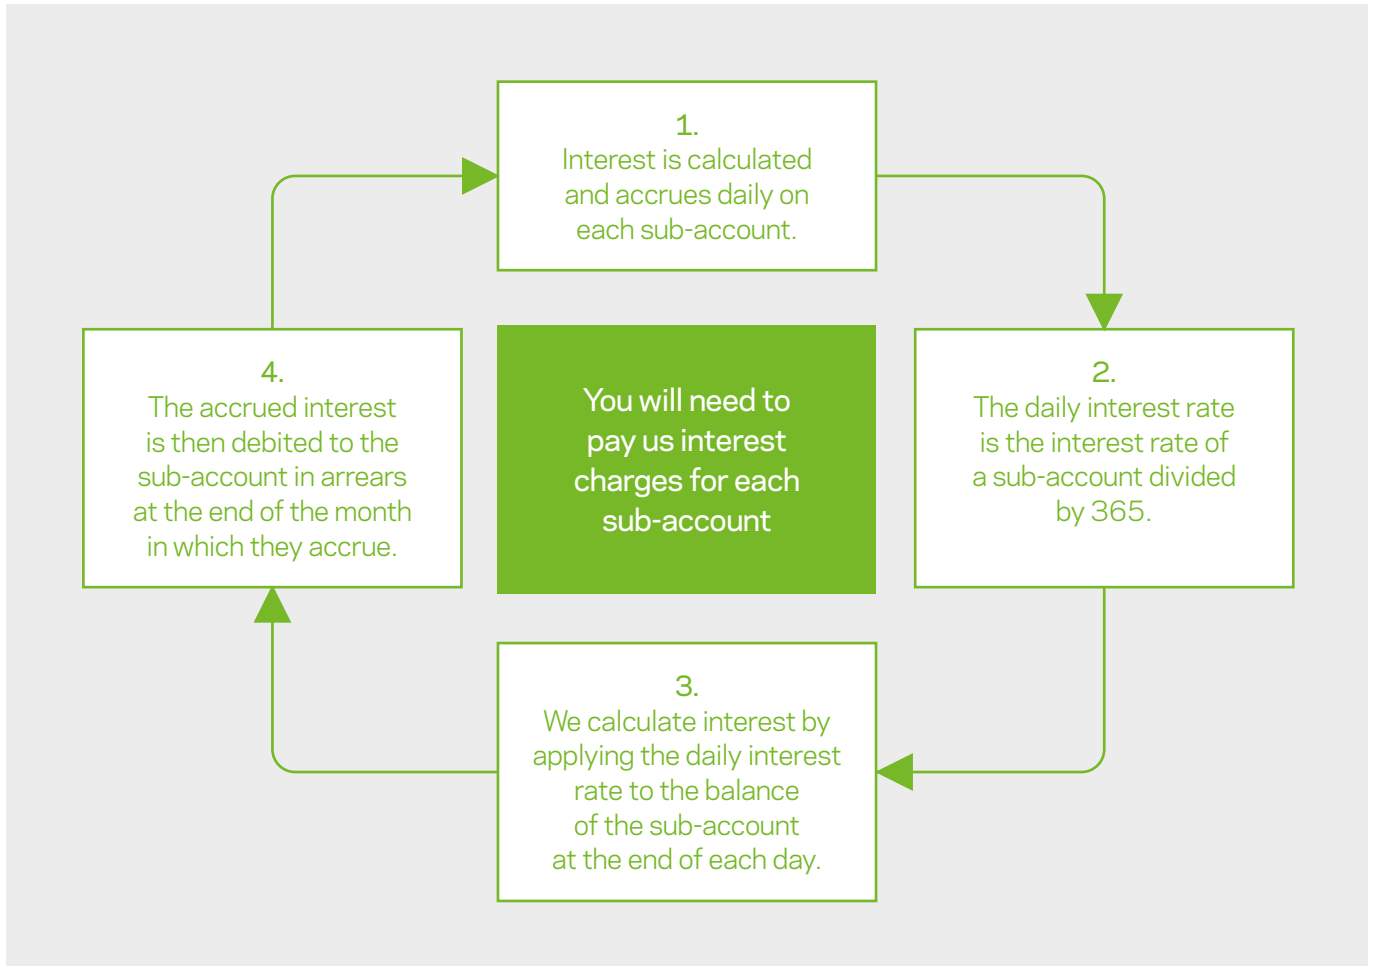 1.
Interest is calculated
and accrues daily on
each sub-account.
2.
The daily interest rate
is the interest rate of
a sub-account divided
by 365.
3.
We calculate interest by
applying the daily interest
rate to the balance
of the sub-account
at the end of each day.
4.
The accrued interest
is then debited to the
sub-account in arrears
at the end of the month
in which they accrue.
You will need to
pay us interest
charges for each
sub-account